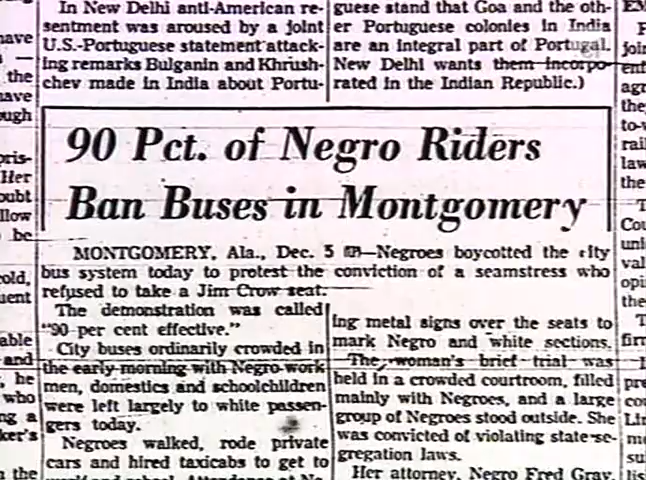 In New Delhi anti-American re-
sentment was aroused by a joint
U.S.-Portuguese statement attack-
ing remarks Bulganin and Khrush-
chev made in India about Portu-
guese stand that Goa and the oth-
er Portuguese colonies in India
are an integral part of Portugal.
New Delhi wants them incorpo-
rated in the Indian Republic.)
90 Pct. of Negro Riders
Ban Buses in Montgomery
MONTGOMERY, Ala., Dec. 5 —Negroes boycotted the city
bus system today to protest the conviction of a seamstress who
refused to take a Jim Crow seat.
The demonstration was called
"90 per cent effective."
City buses ordinarily crowded in
the early morning with Negro work
men, domestics and schoolchildren
were left largely to white passen-
gers today.
Negroes walked, rode private
cars and hired taxicabs to get to
ing metal signs over the seats to
mark Negro and white sections.
The woman's brief trial was
held in a crowded courtroom, filled
mainly with Negroes, and a large
group of Negroes stood outside. She
was convicted of violating state se-
gregation laws.
Her attorney, Negro Fred Gray,